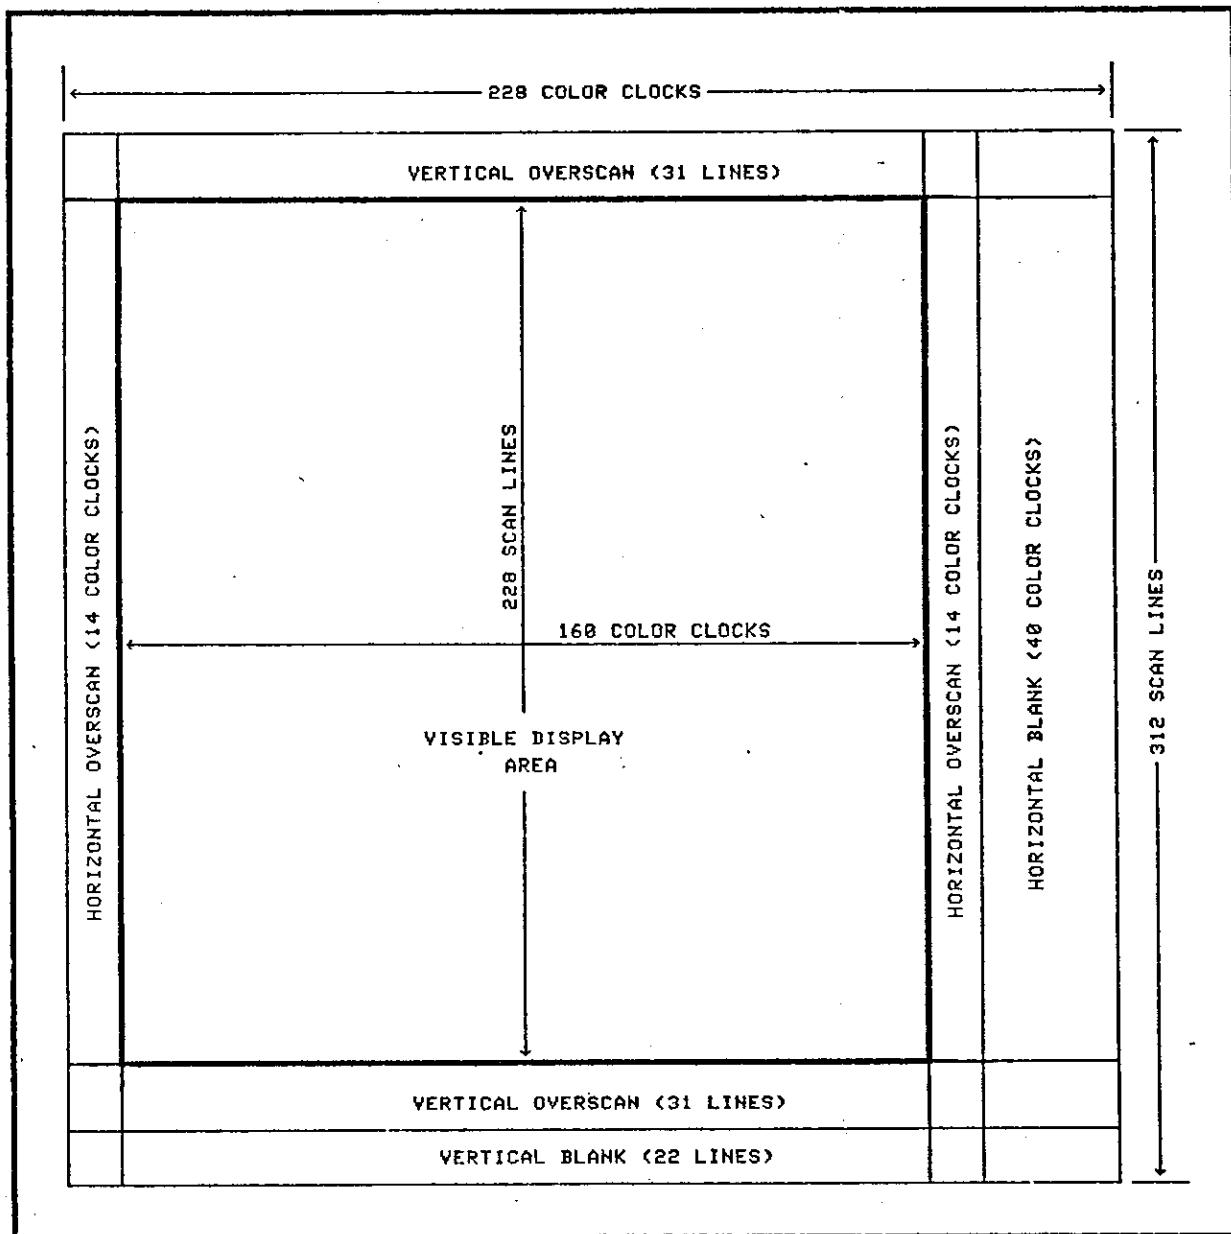 228 COLOR CLOCKS
VERTICAL OVERSCAN (31 LINES)
HORIZONTAL OVERSCAN (14 COLOR CLOCKS)
228 SCAN LINES
160 COLOR CLOCKS
VISIBLE DISPLAY
AREA
HORIZONTAL OVERSCAN (14 COLOR CLOCKS)
HORIZONTAL BLANK (40 COLOR CLOCKS)
312 SCAN LINES
VERTICAL OVERSCAN (31 LINES)
VERTICAL BLANK (22 LINES)